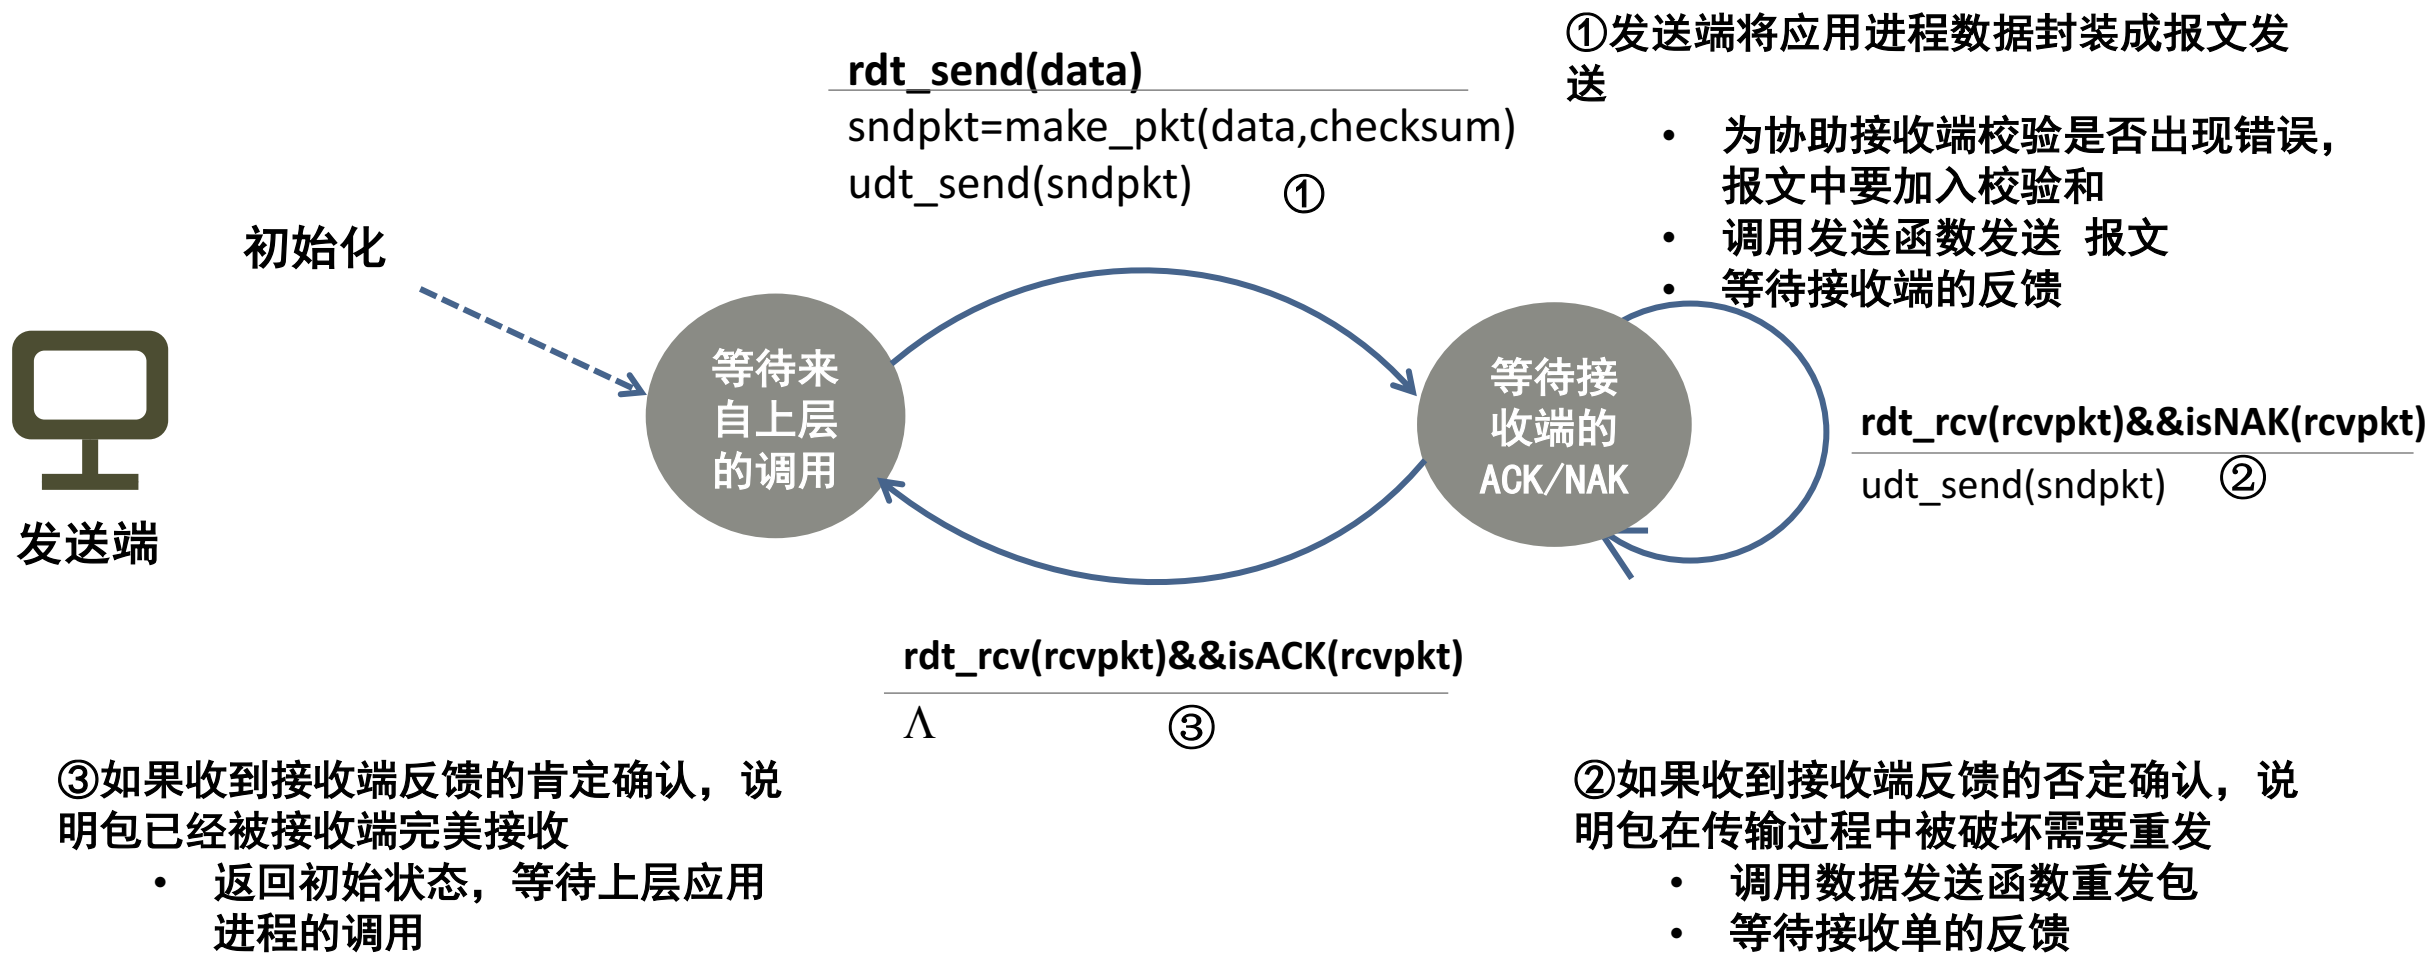 ①发送端将应用进程数据封装成报文发
送
• 为协助接收端校验是否出现错误，
报文中要加入校验和
• 调用发送函数发送 报文
• 等待接收端的反馈
rdt_send(data)
sndpkt=make_pkt(data,checksum)
udt_send(sndpkt) ①
初始化
发送端
等待来
自上层
的调用
等待接
收端的
ACK/NAK
rdt_rcv(rcvpkt)&&isNAK(rcvpkt)
udt_send(sndpkt) ②
rdt_rcv(rcvpkt)&&isACK(rcvpkt)
Λ ③
③如果收到接收端反馈的肯定确认，说
明包已经被接收端完美接收
• 返回初始状态，等待上层应用
进程的调用
②如果收到接收端反馈的否定确认，说
明包在传输过程中被破坏需要重发
• 调用数据发送函数重发包
• 等待接收单的反馈